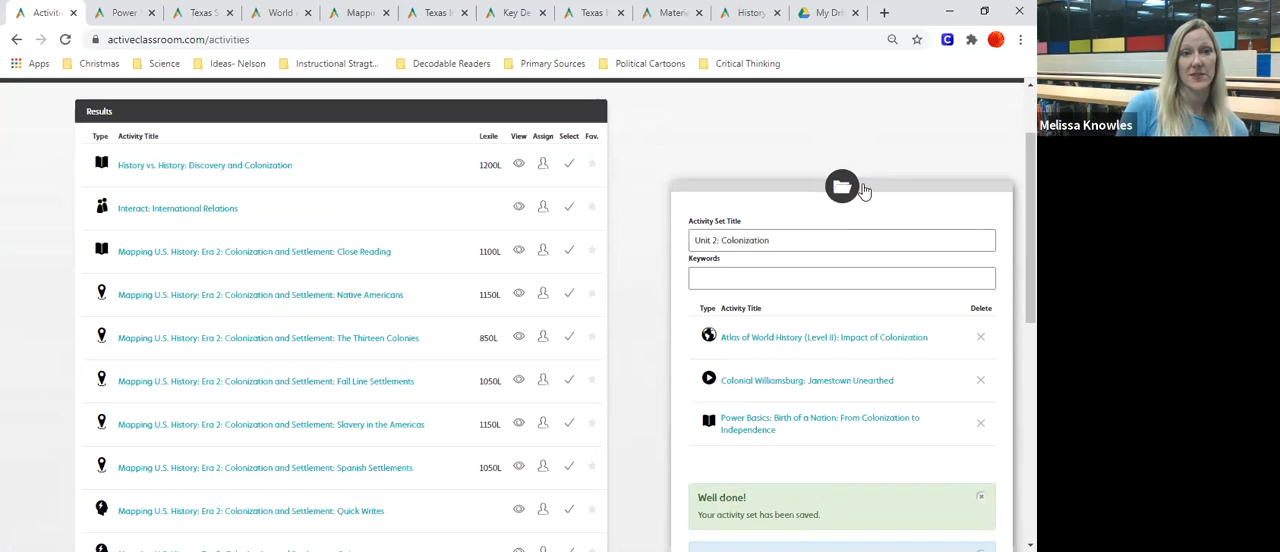 Activiti
Power
Texas S
World
Mappi
Texas I
Key De
Texas I
Materia
History
My Dri
activeclassroom.com/activities
Apps
Christmas
Science
Ideas- Nelson
Instructional Stragt...
Decodable Readers
Primary Sources
Political Cartoons
Critical Thinking
Melissa Knowles
Results
Type Activity Title Lexile View Assign Select Fav.
History vs. History: Discovery and Colonization 1200L
Interact: International Relations
Mapping U.S. History: Era 2: Colonization and Settlement: Close Reading 1100L
Mapping U.S. History: Era 2: Colonization and Settlement: Native Americans 1150L
Mapping U.S. History: Era 2: Colonization and Settlement: The Thirteen Colonies 850L
Mapping U.S. History: Era 2: Colonization and Settlement: Fall Line Settlements 1050L
Mapping U.S. History: Era 2: Colonization and Settlement: Slavery in the Americas 1150L
Mapping U.S. History: Era 2: Colonization and Settlement: Spanish Settlements 1050L
Mapping U.S. History: Era 2: Colonization and Settlement: Quick Writes
Activity Set Title
Unit 2: Colonization
Keywords
Type Activity Title Delete
Atlas of World History (Level II): Impact of Colonization
Colonial Williamsburg: Jamestown Unearthed
Power Basics: Birth of a Nation: From Colonization to
Independence
Well done!
Your activity set has been saved.